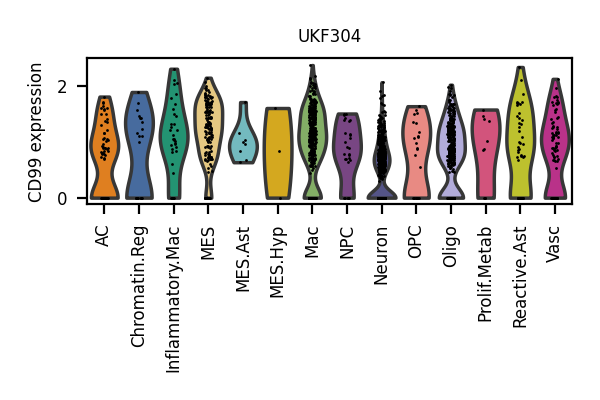 UKF304
CD99 expression
2
0
AC
Chromatin.Reg
Inflammatory.Mac
MES
MES.Ast
MES.Hyp
Mac
NPC
Neuron
OPC
Oligo
Prolif.Metab
Reactive.Ast
Vasc